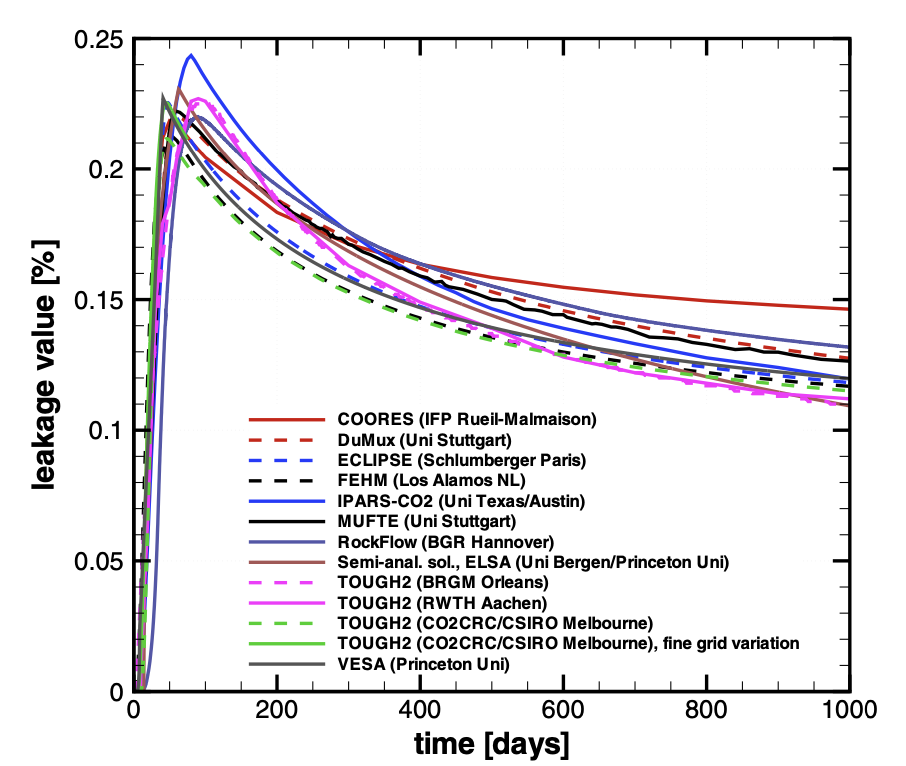 0.25
0.2
0.15
0.1
0.05
0
leakage value [%]
COORES (IFP Rueil-Malmaison)
DuMux (Uni Stuttgart)
ECLIPSE (Schlumberger Paris)
FEHM (Los Alamos NL)
IPARS-CO2 (Uni Texas/Austin)
MUFTE (Uni Stuttgart)
RockFlow (BGR Hannover)
Semi-anal. sol., ELSA (Uni Bergen/Princeton Uni)
TOUGH2 (BRGM Orleans)
TOUGH2 (RWTH Aachen)
TOUGH2 (CO2CRC/CSIRO Melbourne)
TOUGH2 (CO2CRC/CSIRO Melbourne), fine grid variation
VESA (Princeton Uni)
0 200 400 600 800 1000
time [days]